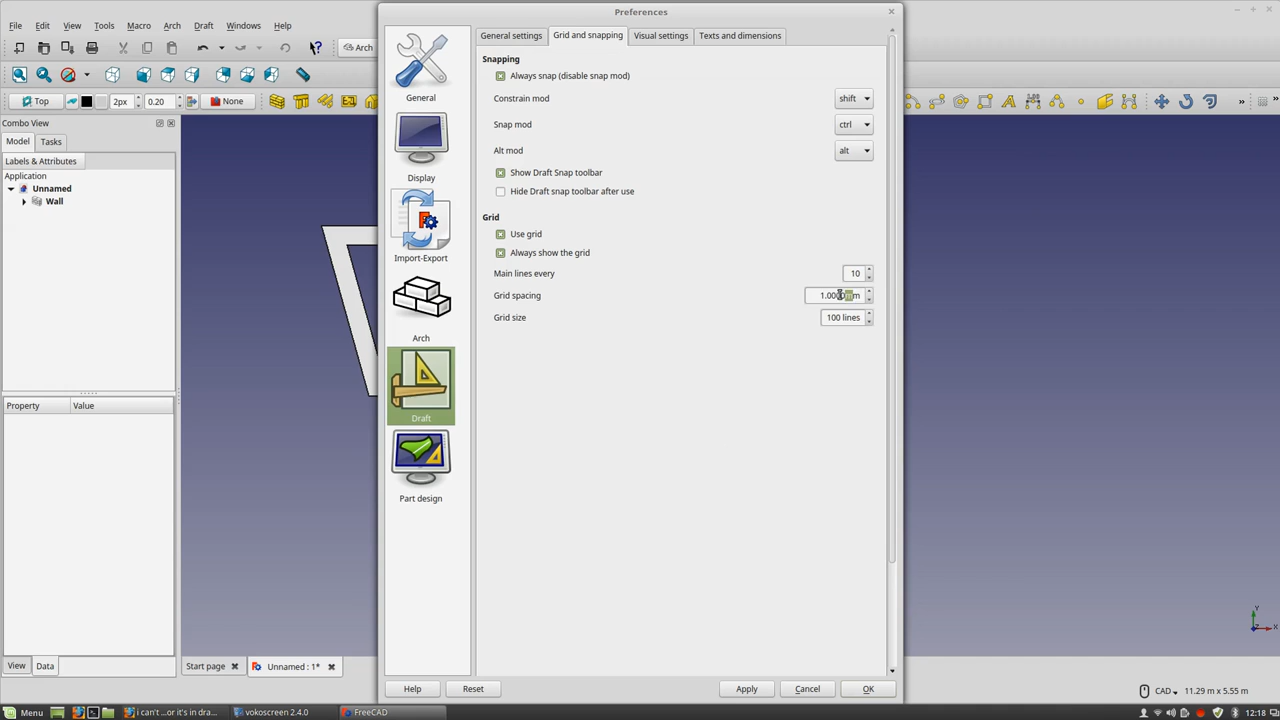 Preferences
File Edit View Tools Macro Arch Draft Windows Help
Arch
Top 2px 0.20 None
Combo View
Model Tasks
Labels & Attributes
Application
Unnamed
Wall
Property Value
View Data
General
Display
Import-Export
Arch
Draft
Part design
General settings Grid and snapping Visual settings Texts and dimensions
Snapping
Always snap (disable snap mod)
Constrain mod shift
Snap mod ctrl
Alt mod alt
Show Draft Snap toolbar
Hide Draft snap toolbar after use
Grid
Use grid
Always show the grid
Main lines every 10
Grid spacing
Grid size 100 lines
Help Reset Apply Cancel OK
Start page Unnamed : 1*
Y
X
CAD 11.29 m x 5.55 m
Menu i can't ...or it's in dra... vokoscreen 2.4.0 FreeCAD 12:18